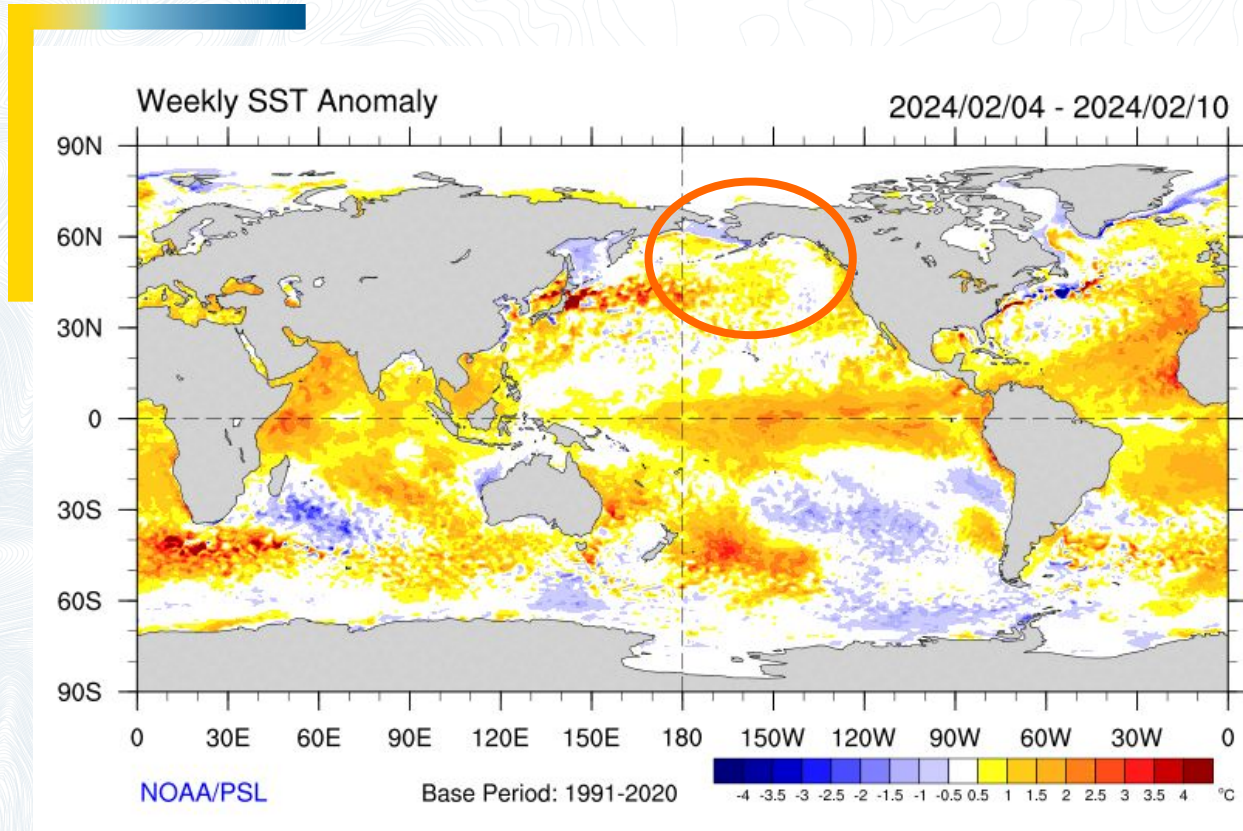 Weekly SST Anomaly 2024/02/04 - 2024/02/10
90N
60N
30N
0
30S
60S
90S
0 30E 60E 90E 120E 150E 180 150W 120W 90W 60W 30W 0
NOAA/PSL Base Period: 1991-2020
-4 -3.5 -3 -2.5 -2 -1.5 -1 -0.5 0.5 1 1.5 2 2.5 3 3.5 4 °C